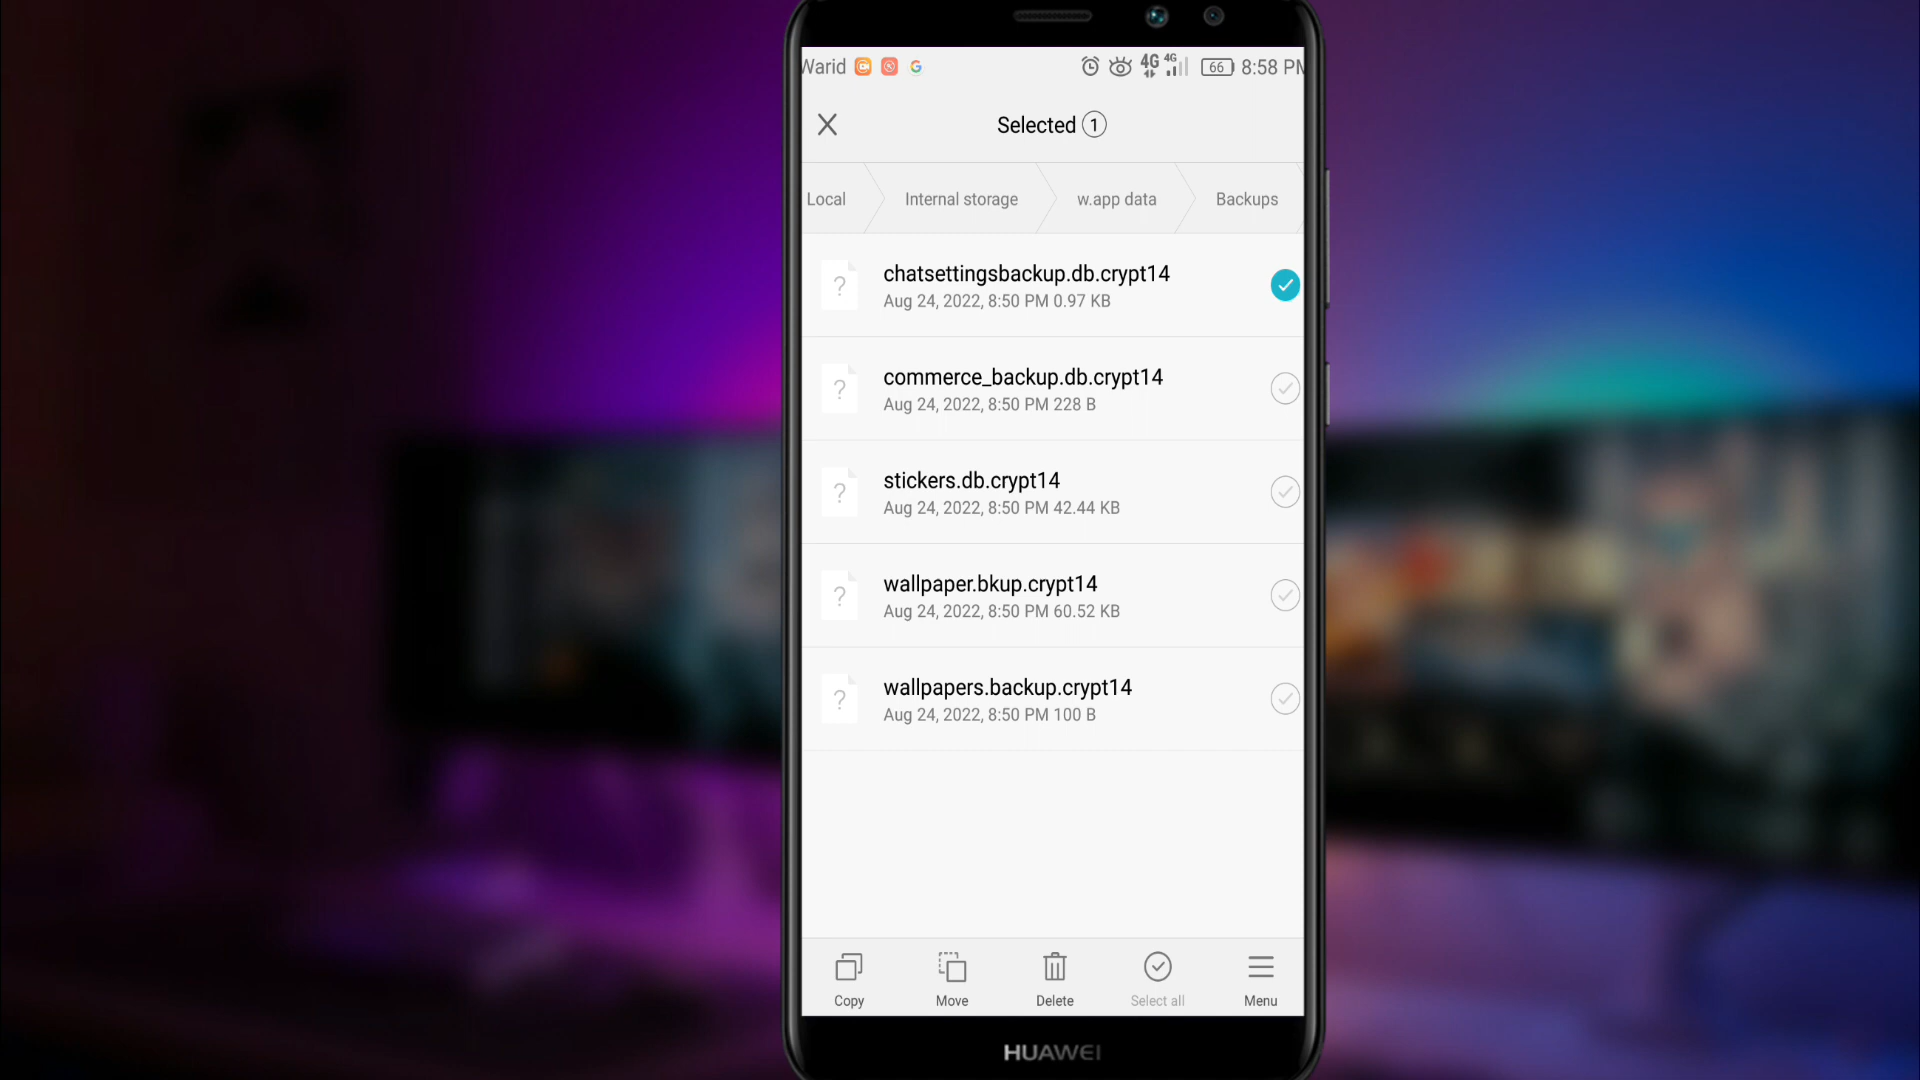 Warid 4G 4G 66 8:58 PM
Selected 1
Local Internal storage w.app data Backups
chatsettingsbackup.db.crypt14
Aug 24, 2022, 8:50 PM 0.97 KB
commerce_backup.db.crypt14
Aug 24, 2022, 8:50 PM 228 B
stickers.db.crypt14
Aug 24, 2022, 8:50 PM 42.44 KB
wallpaper.bkup.crypt14
Aug 24, 2022, 8:50 PM 60.52 KB
wallpapers.backup.crypt14
Aug 24, 2022, 8:50 PM 100 B
Copy Move Delete Select all Menu
HUAWEI